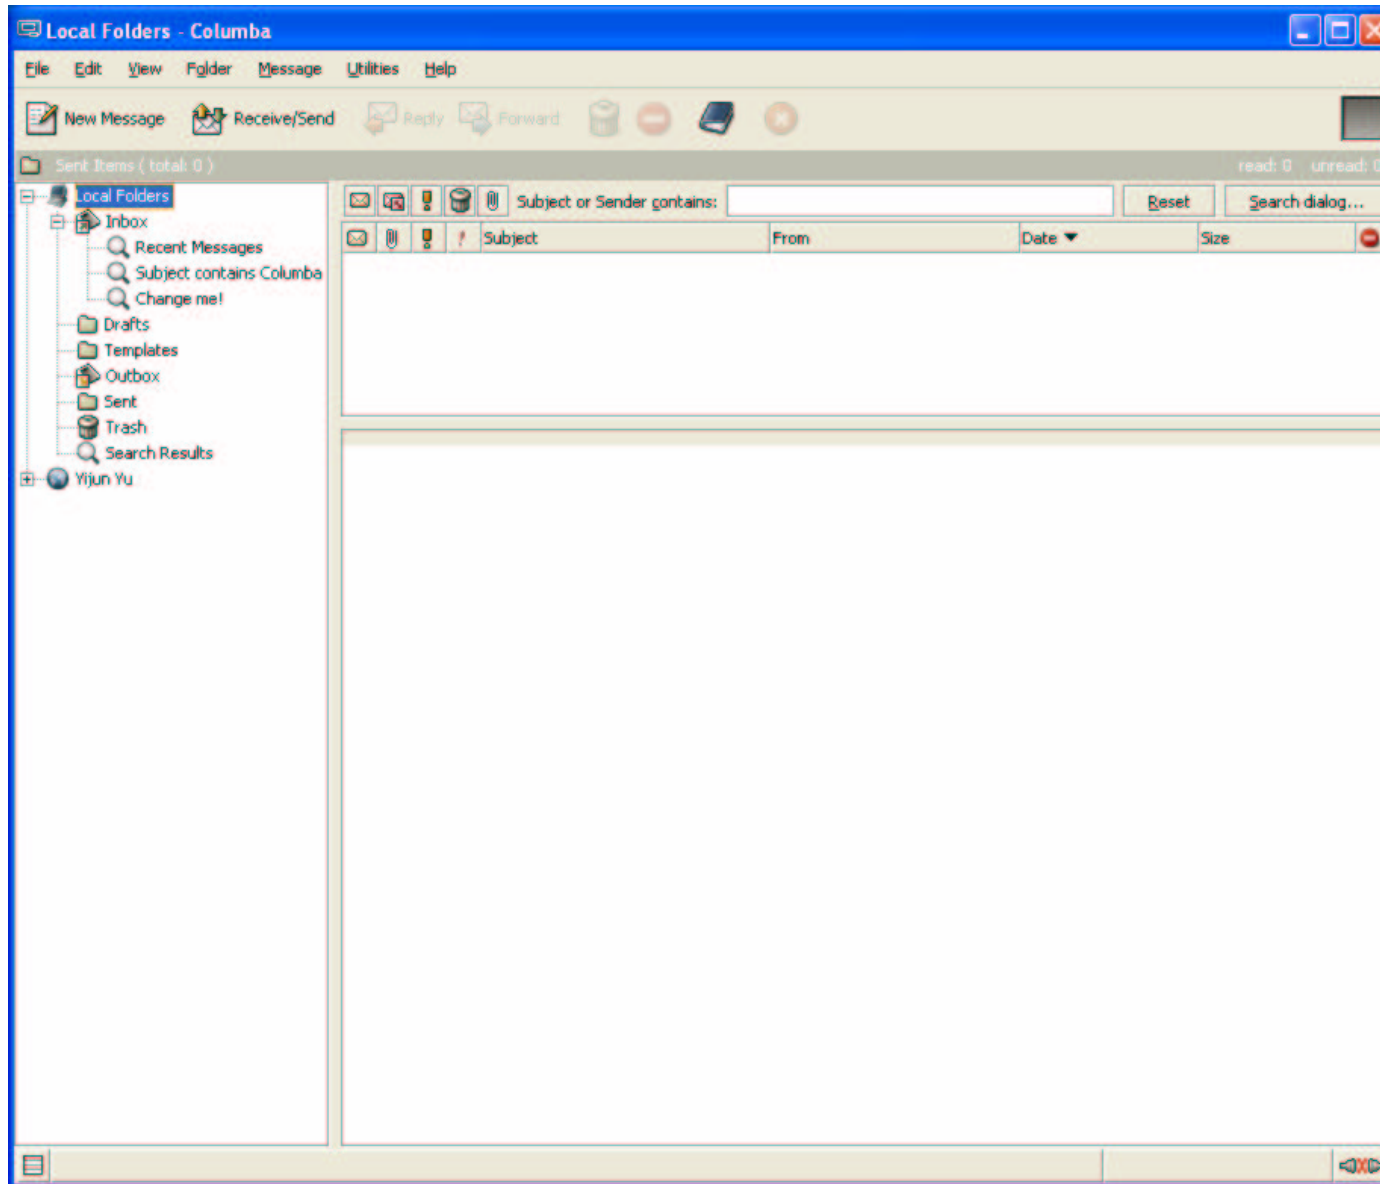 Local Folders - Columba
File Edit View Folder Message Utilities Help
New Message Receive/Send Reply Forward
Sent Items ( total: 0 ) read: 0 unread: 0
Local Folders
Inbox
Recent Messages
Subject contains Columba
Change me!
Drafts
Templates
Outbox
Sent
Trash
Search Results
Yijun Yu
Subject or Sender contains: Reset Search dialog...
Subject From Date Size